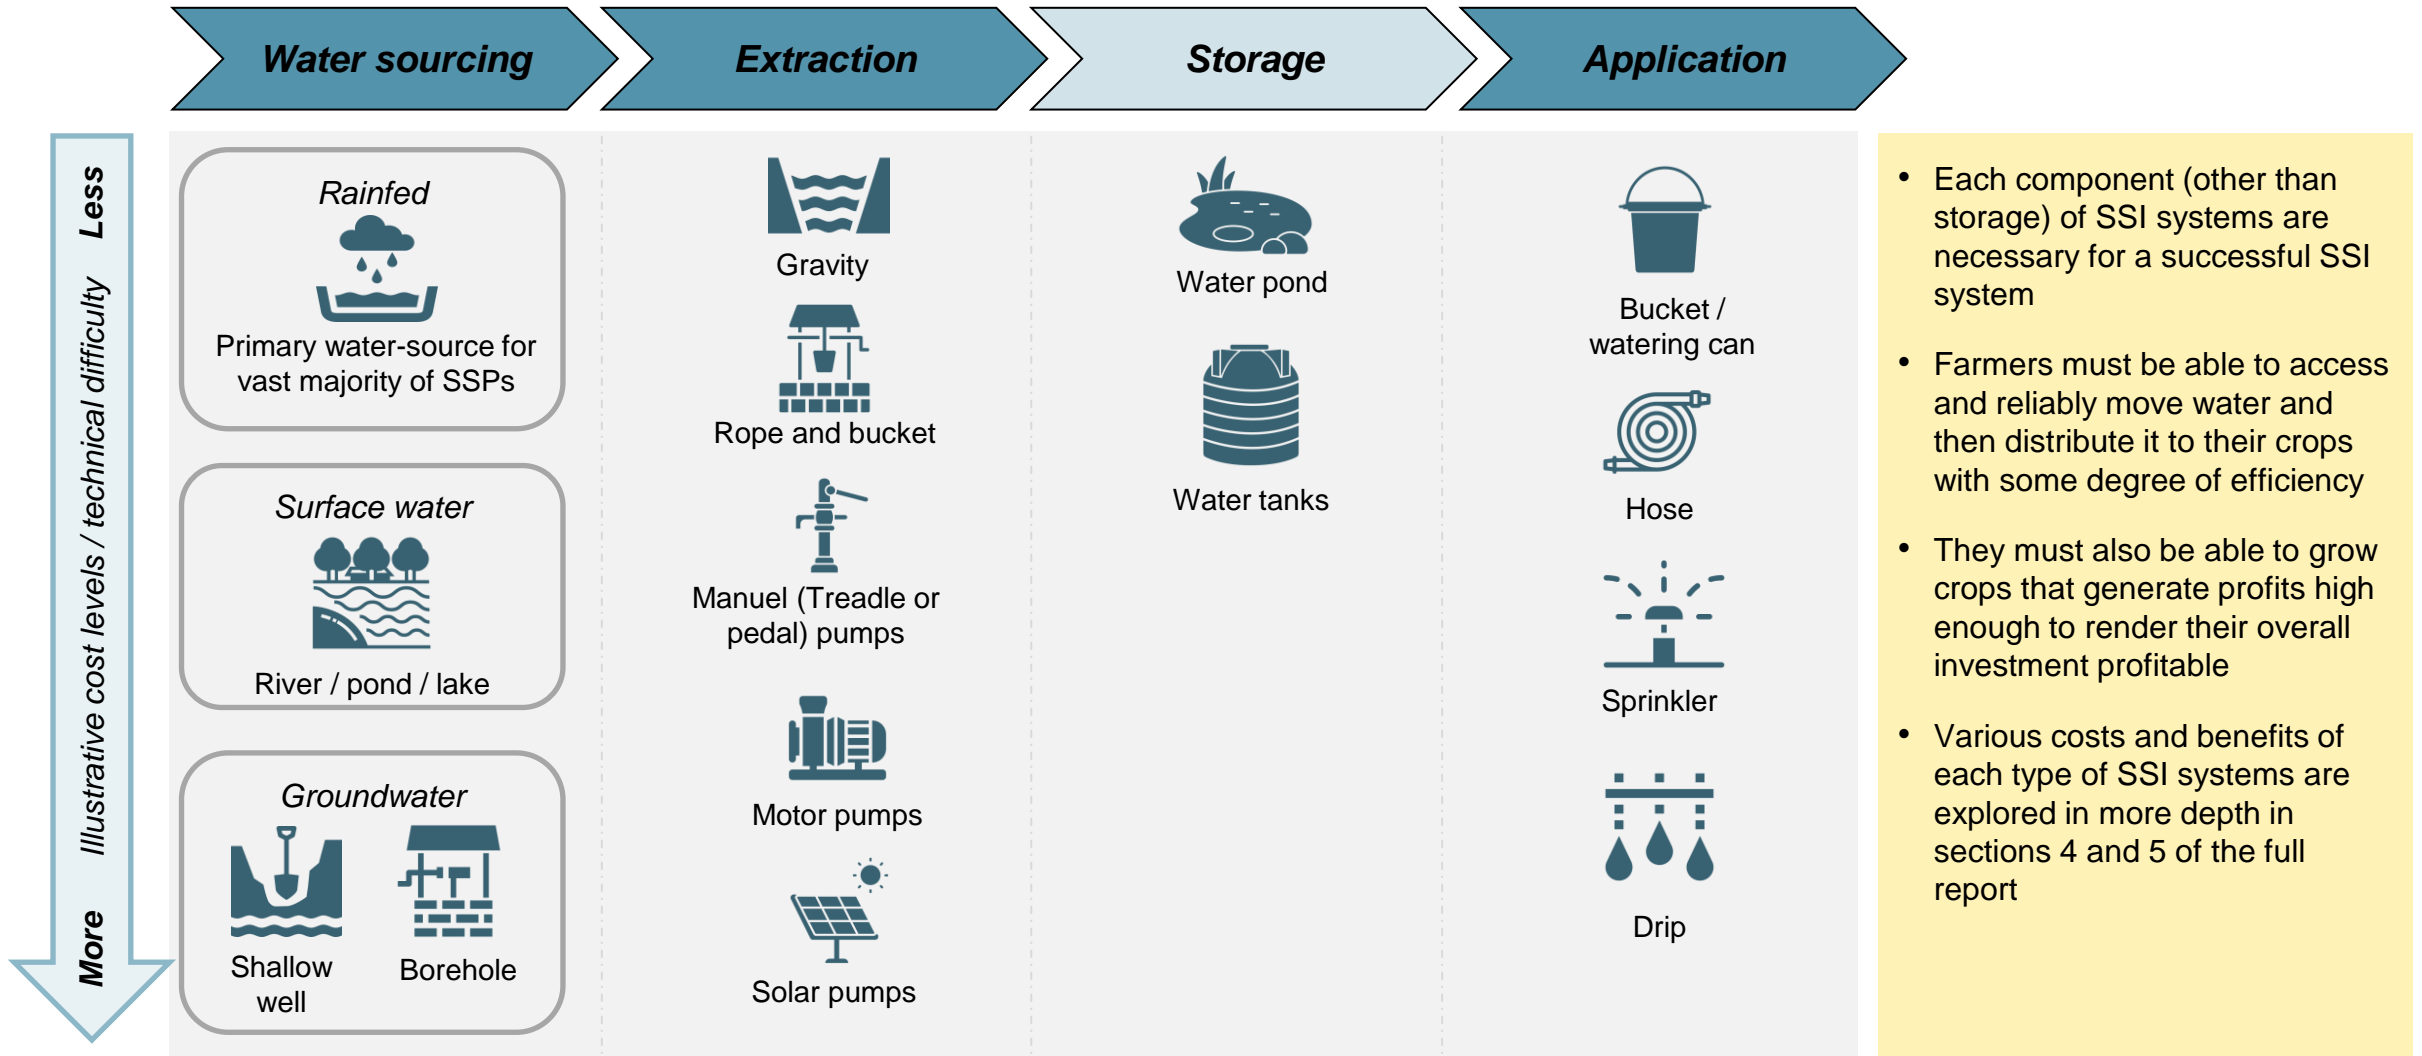 Water sourcing
Extraction
Storage
Application
Less
Illustrative cost levels / technical difficulty
More
Rainfed
Primary water-source for
vast majority of SSPs
Surface water
River / pond / lake
Groundwater
Shallow
well
Borehole
Gravity
Rope and bucket
Manuel (Treadle or
pedal) pumps
Motor pumps
Solar pumps
Water pond
Water tanks
Bucket /
watering can
Hose
Sprinkler
Drip
• Each component (other than
storage) of SSI systems are
necessary for a successful SSI
system
• Farmers must be able to access
and reliably move water and
then distribute it to their crops
with some degree of efficiency
• They must also be able to grow
crops that generate profits high
enough to render their overall
investment profitable
• Various costs and benefits of
each type of SSI systems are
explored in more depth in
sections 4 and 5 of the full
report